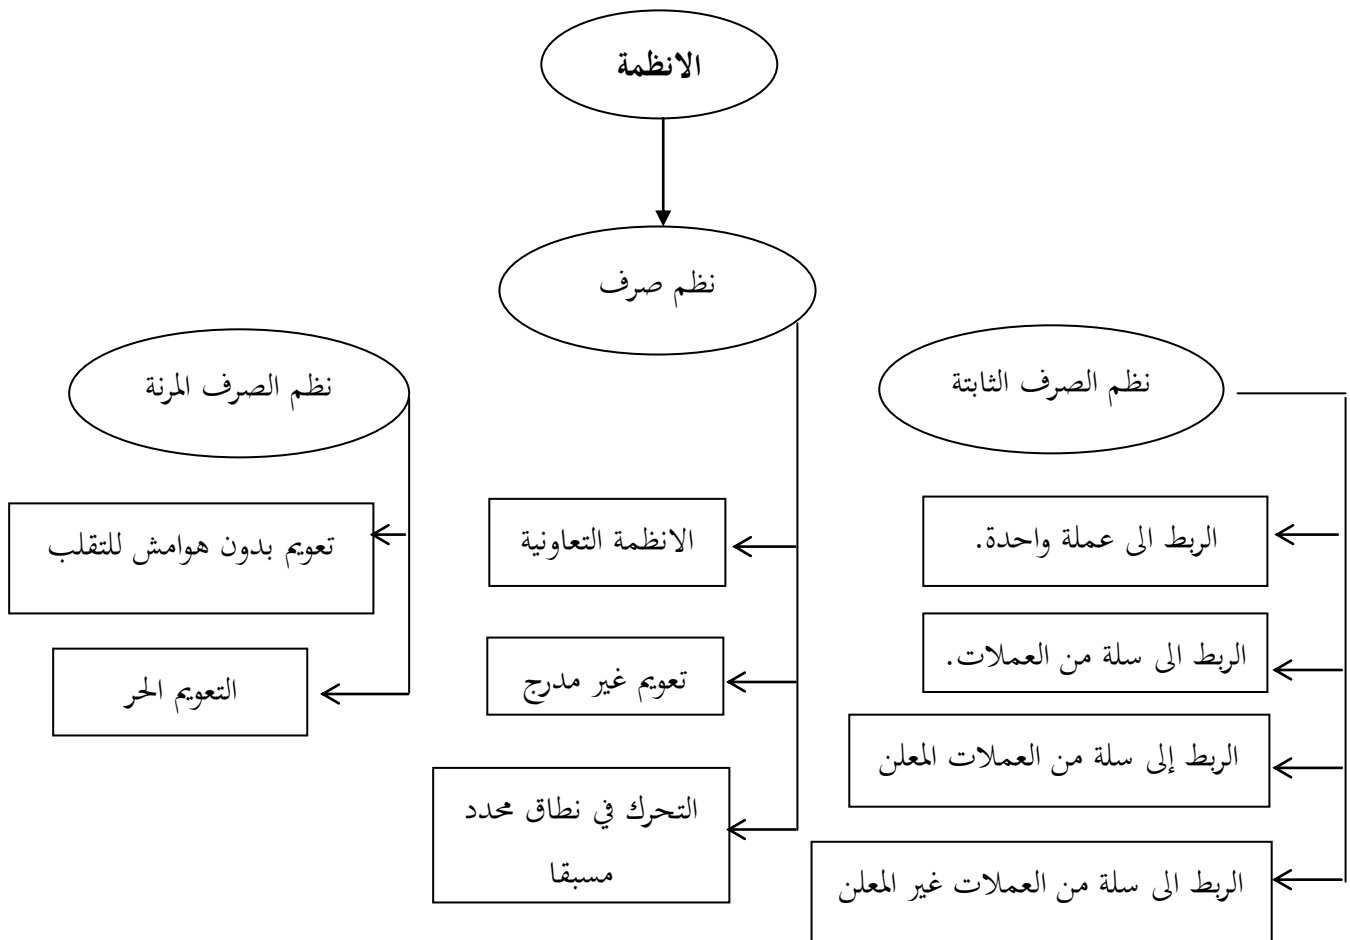 الانظمة
نظم صرف
نظم الصرف الثابتة
الربط الى عملة واحدة.
الربط الى سلة من العملات.
الربط إلى سلة من العملات المعلن
الربط الى سلة من العملات غير المعلن
الانظمة التعاونية
تعويم غير مدرج
التحرك في نطاق محدد
مسبقا
نظم الصرف المرنة
تعويم بدون هوامش للتقلب
التعويم الحر